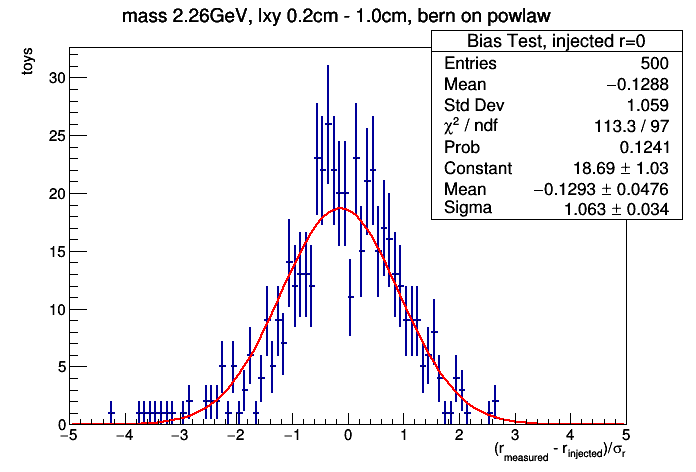 mass 2.26GeV, lxy 0.2cm - 1.0cm, bern on powlaw
toys
Bias Test, injected r=0
Entries 500
Mean −0.1288
Std Dev 1.059
χ² / ndf 113.3 / 97
Prob 0.1241
Constant 18.69 ± 1.03
Mean −0.1293 ± 0.0476
Sigma 1.063 ± 0.034
30
25
20
15
10
5
0
−5 −4 −3 −2 −1 0 1 2 3 4 5
(r_measured - r_injected)/σ_r